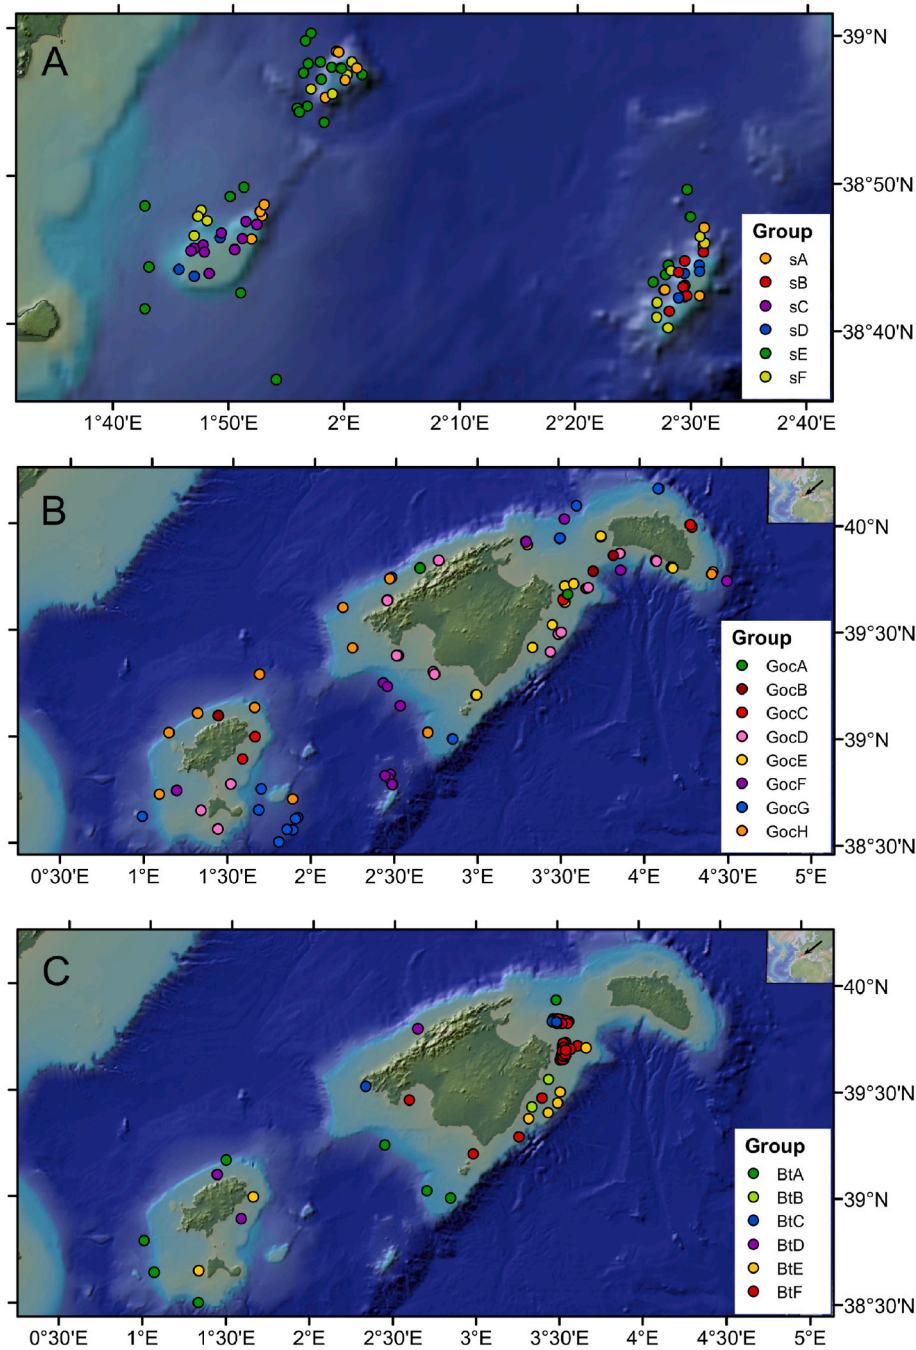 A
39°N
38°50'N
38°40'N
Group
sA
sB
sC
sD
sE
sF
1°40'E 1°50'E 2°E 2°10'E 2°20'E 2°30'E 2°40'E
B
40°N
39°30'N
39°N
38°30'N
Group
GocA
GocB
GocC
GocD
GocE
GocF
GocG
GocH
0°30'E 1°E 1°30'E 2°E 2°30'E 3°E 3°30'E 4°E 4°30'E 5°E
C
40°N
39°30'N
39°N
38°30'N
Group
BtA
BtB
BtC
BtD
BtE
BtF
0°30'E 1°E 1°30'E 2°E 2°30'E 3°E 3°30'E 4°E 4°30'E 5°E